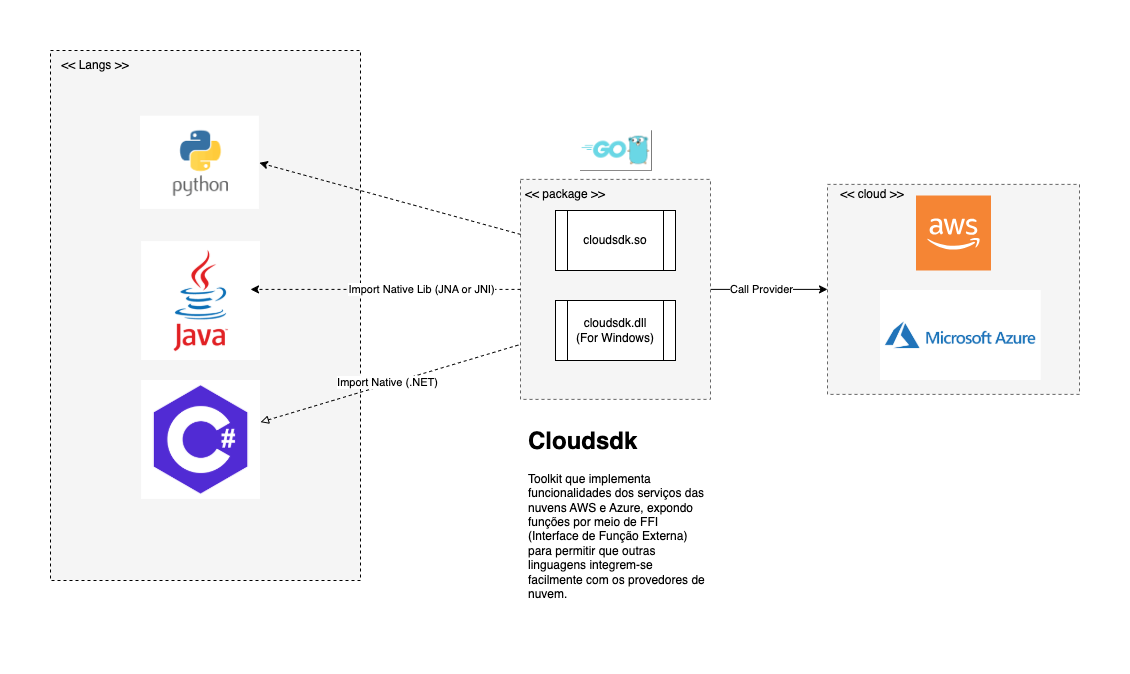 << Langs >>
python
Java
Import Native Lib (JNA or JNI)
Import Native (.NET)
C#
GO
<< package >>
cloudsdk.so
cloudsdk.dll
(For Windows)
Call Provider
<< cloud >>
aws
Microsoft Azure
Cloudsdk
Toolkit que implementa
funcionalidades dos serviços das
nuvens AWS e Azure, expondo
funções por meio de FFI
(Interface de Função Externa)
para permitir que outras
linguagens integrem-se
facilmente com os provedores de
nuvem.